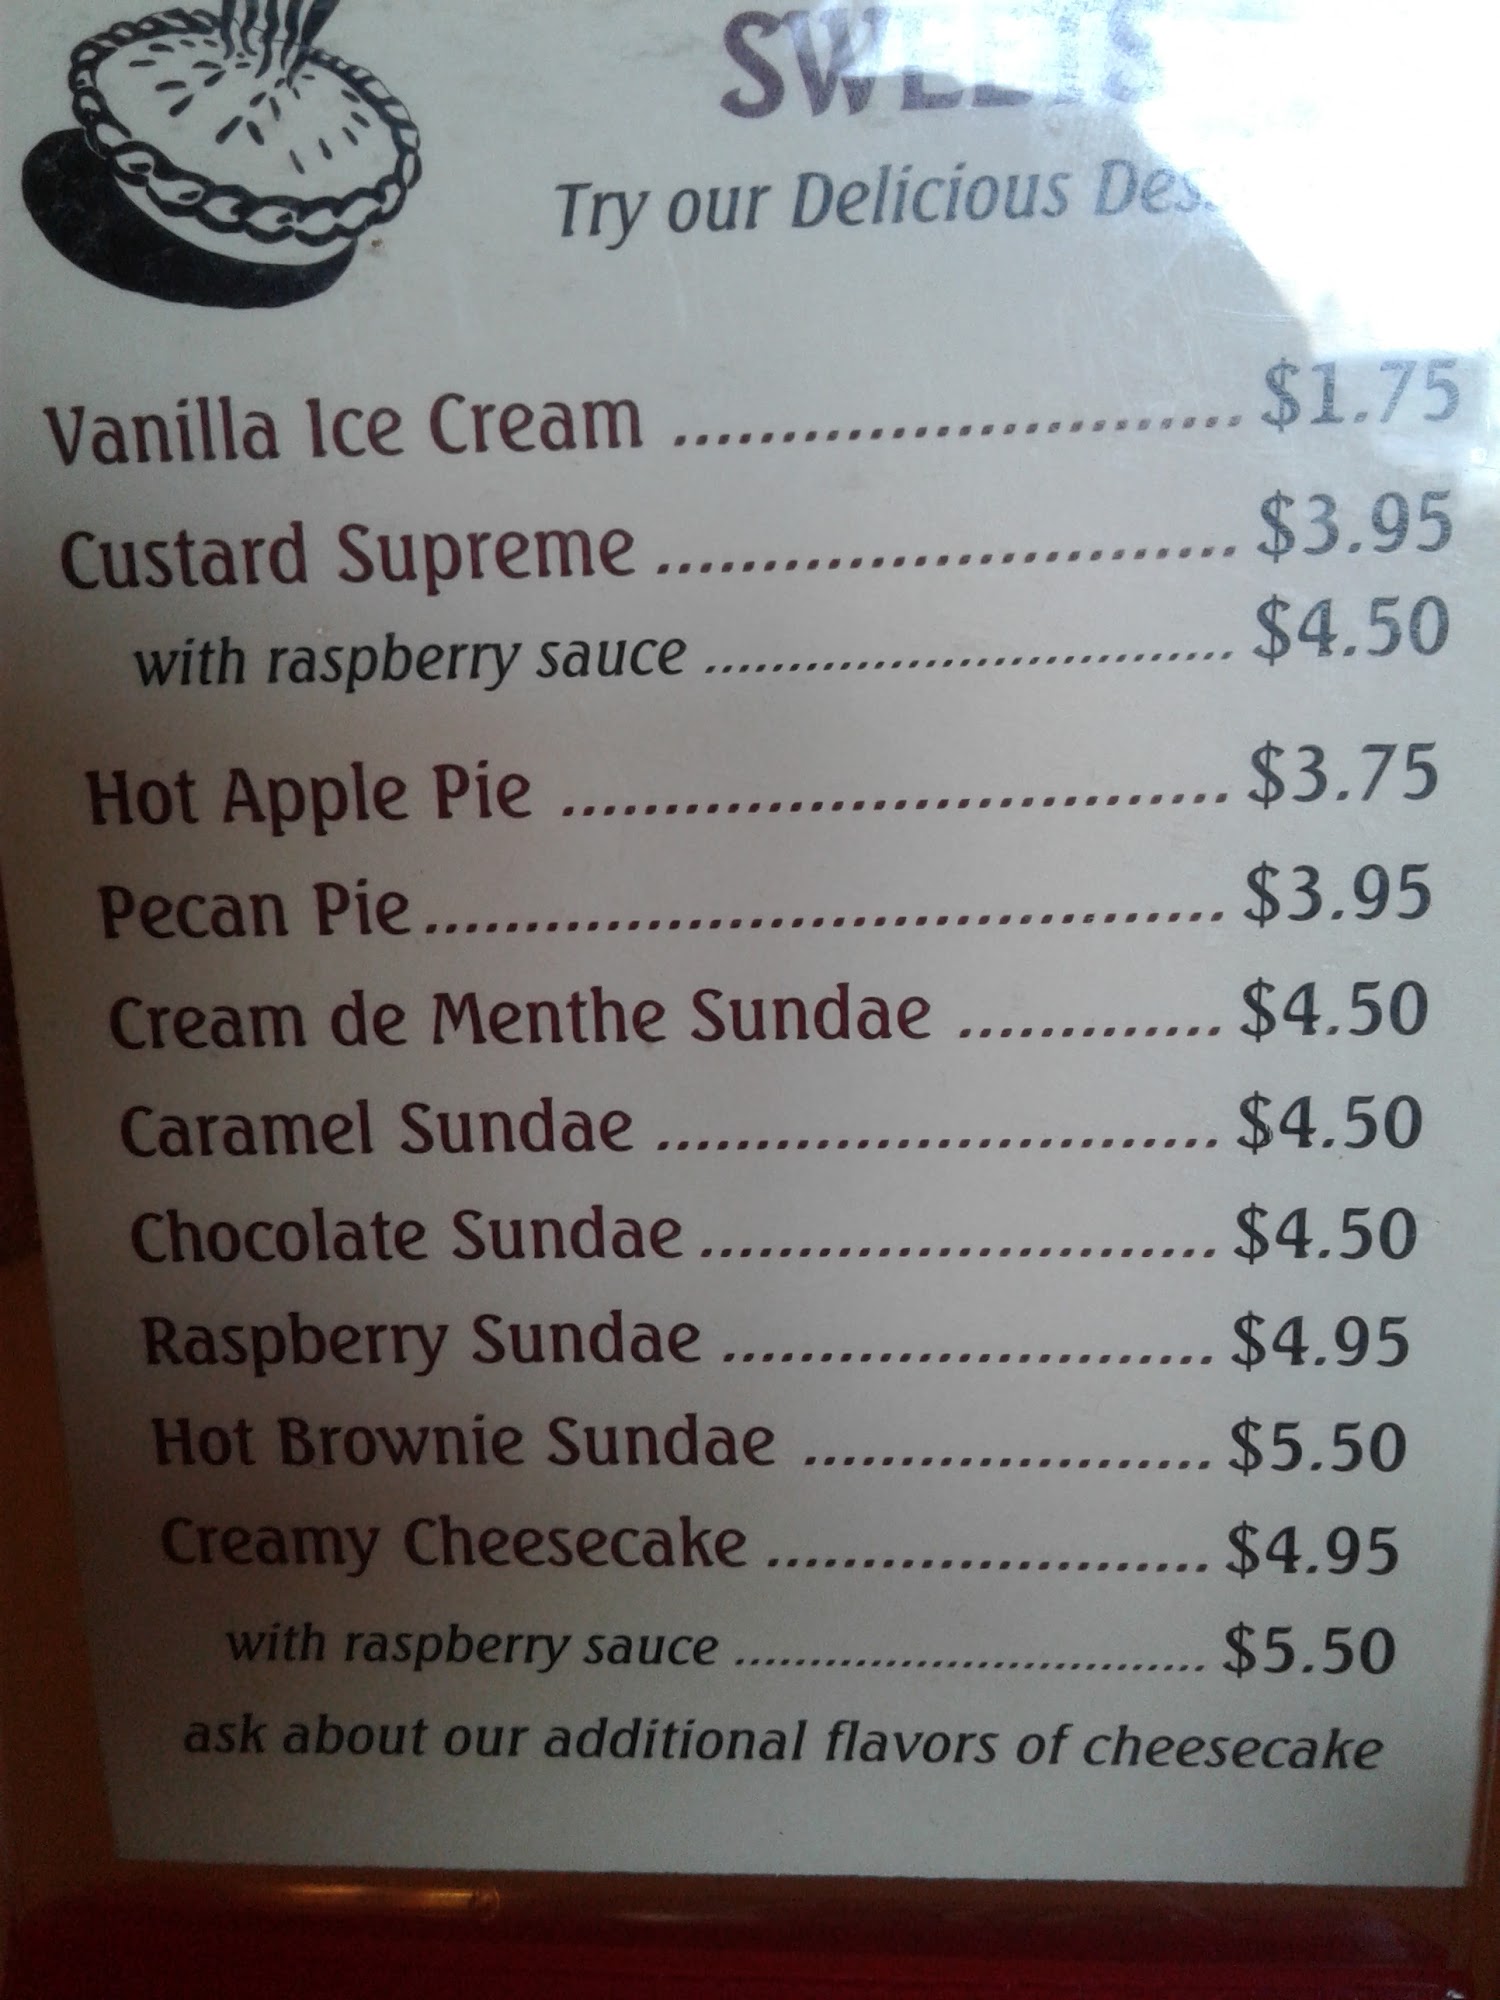 SWEETS
Try our Delicious
Vanilla Ice Cream ........................... $1.75
Custard Supreme ........................... $3.95
with raspberry sauce ............................. $4.50
Hot Apple Pie ................................ $3.75
Pecan Pie ........................................ $3.95
Cream de Menthe Sundae ............. $4.50
Caramel Sundae ............................ $4.50
Chocolate Sundae .......................... $4.50
Raspberry Sundae ......................... $4.95
Hot Brownie Sundae ..................... $5.50
Creamy Cheesecake ....................... $4.95
with raspberry sauce ............................... $5.50
ask about our additional flavors of cheesecake